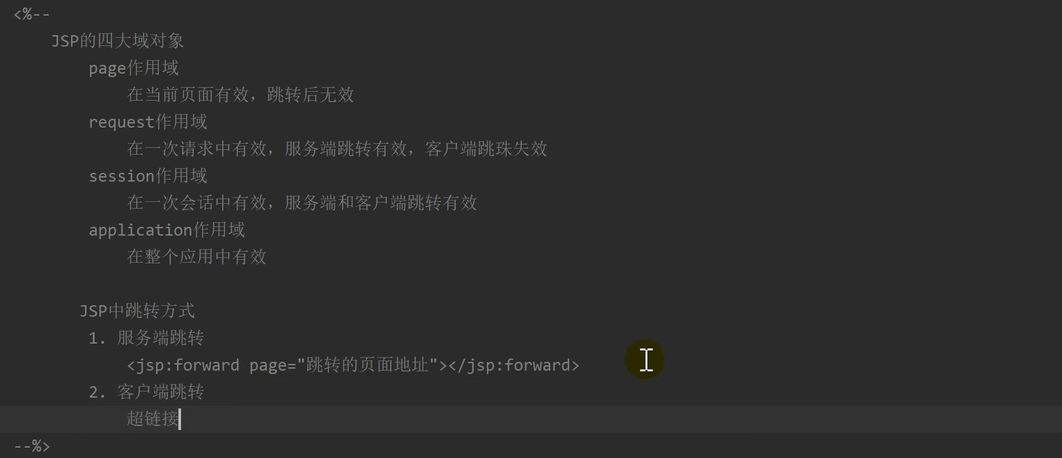 <%--
JSP的四大域对象
page作用域
在当前页面有效，跳转后无效
request作用域
在一次请求中有效，服务端跳转有效，客户端跳珠失效
session作用域
在一次会话中有效，服务端和客户端跳转有效
application作用域
在整个应用中有效
JSP中跳转方式
1. 服务端跳转
<jsp:forward page="跳转的页面地址"></jsp:forward>
2. 客户端跳转
超链接
--%>